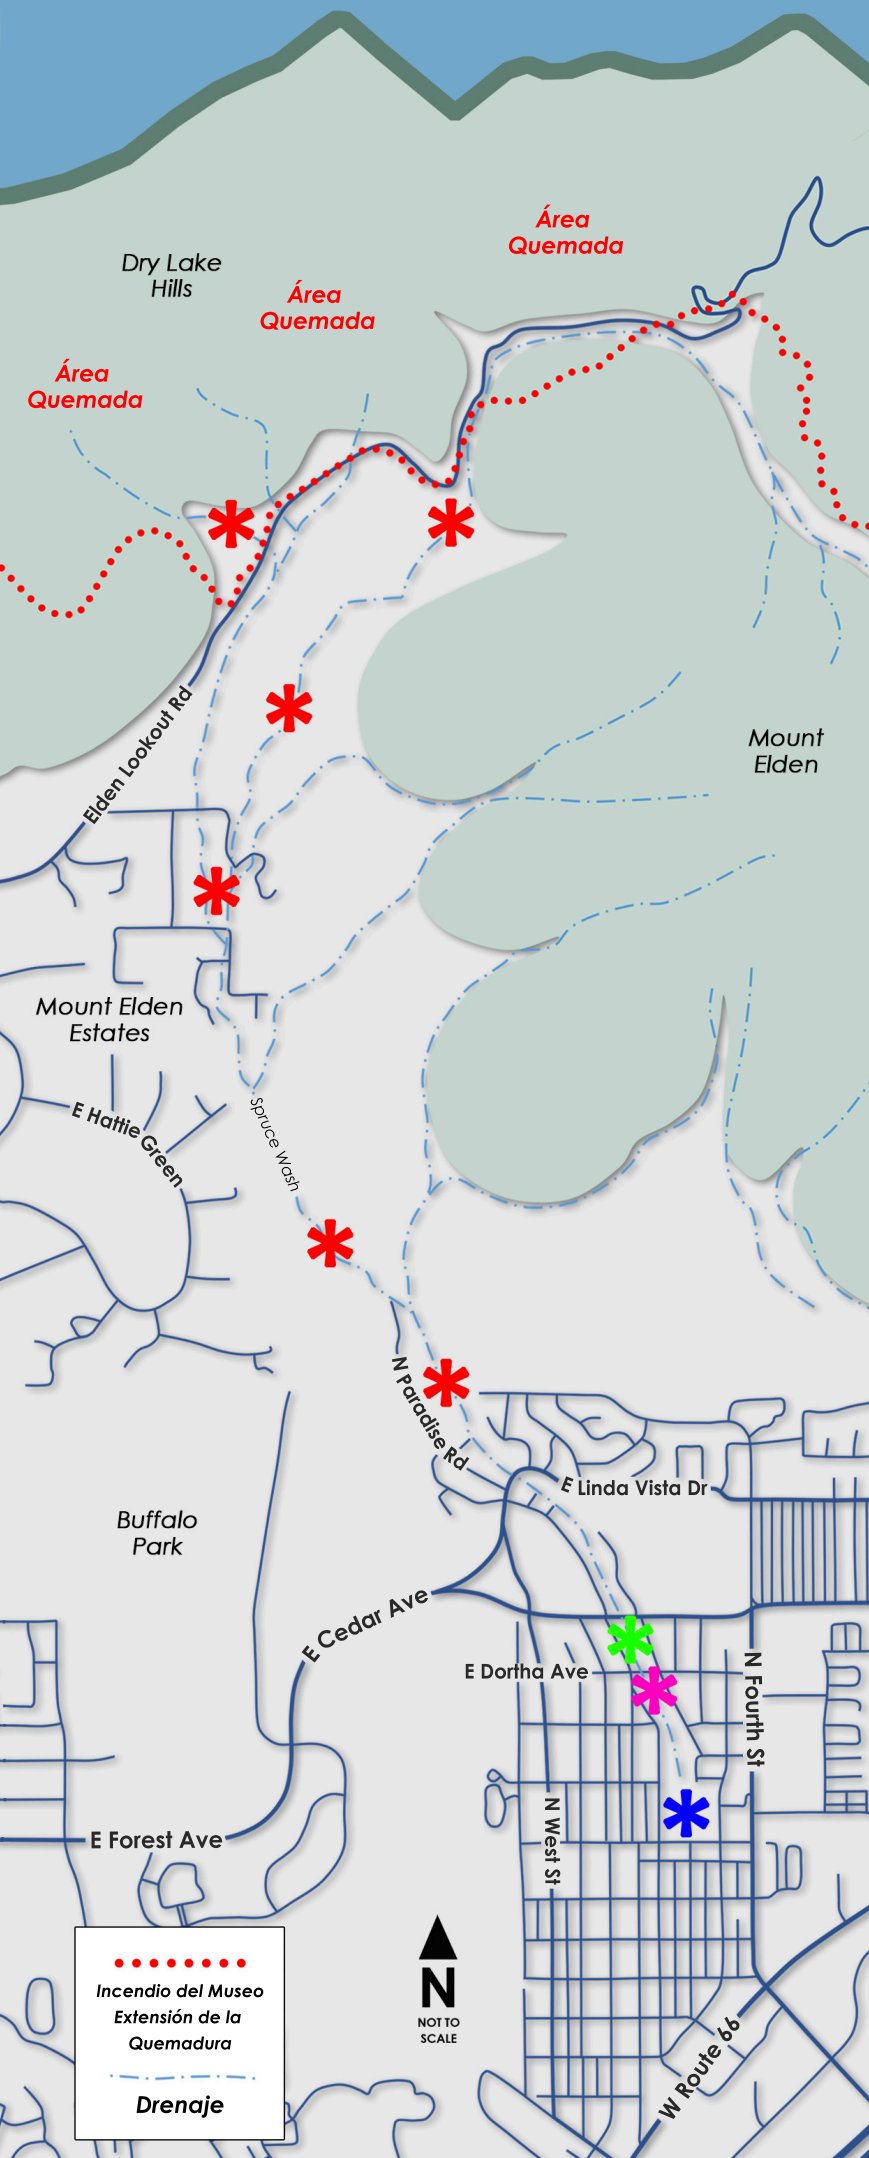 Área
Quemada
Dry Lake
Hills
Área
Quemada
Área
Quemada
Elden Lookout Rd
Mount
Elden
Mount Elden
Estates
E Hattie Green
Spruce Wash
N Paradise Rd
E Linda Vista Dr
Buffalo
Park
E Cedar Ave
E Dortha Ave
N Fourth St
N West St
E Forest Ave
N
NOT TO
SCALE
Incendio del Museo
Extensión de la
Quemadura
Drenaje
W Route 66